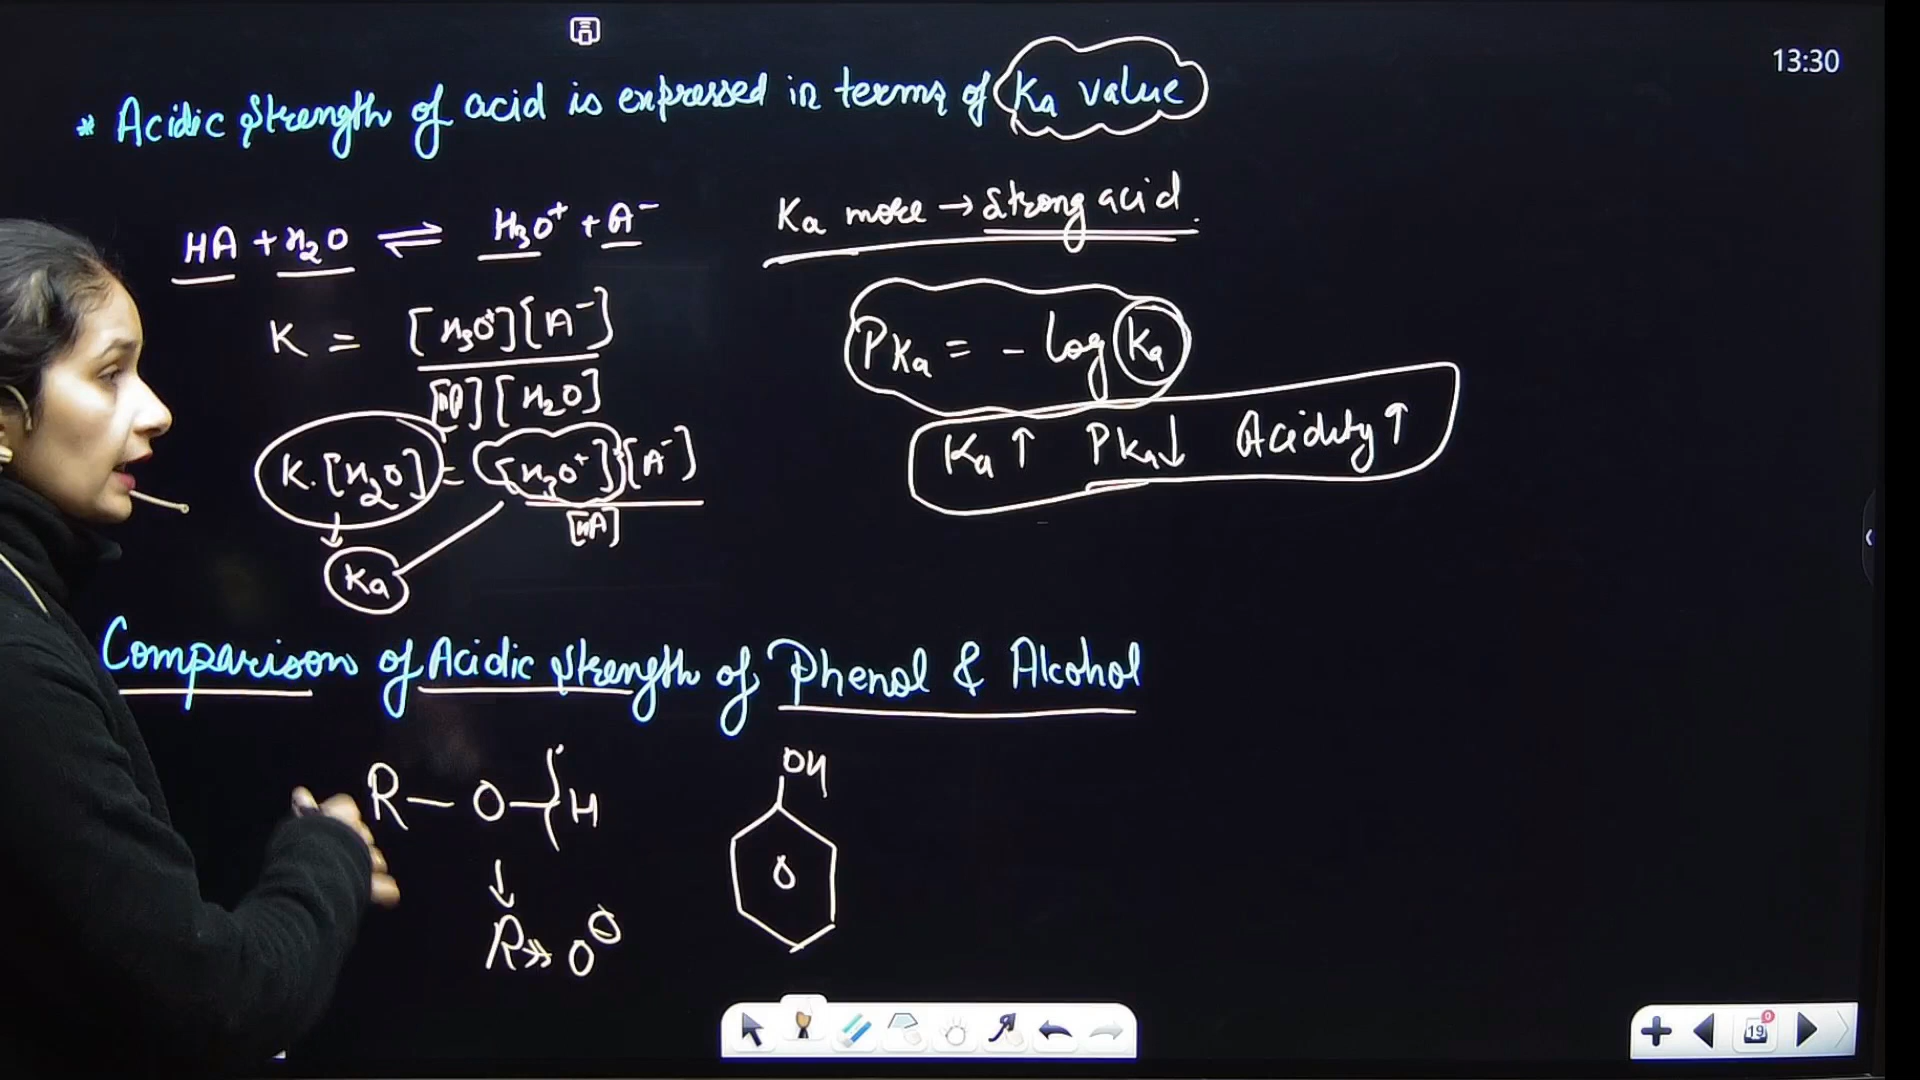 13:30
* Acidic strength of acid is expressed in terms of Ka value
HA + H2O ⇌ H3O+ + A-
Ka more → strong acid.
K = [H3O+][A-]
[HA][H2O]
PKa = - log Ka
K.[H2O] = [H3O+][A-]
[HA]
Ka↑ PKa↓ Acidity↑
Ka
Comparison of Acidic strength of Phenol & Alcohol
R - O - H
OH
R O⊖
19
0